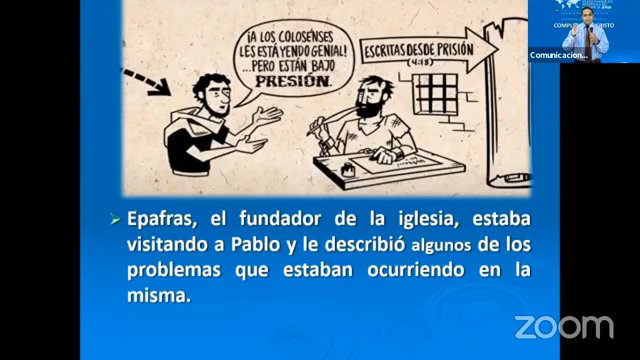 ¡A LOS COLOSENSES
LES ESTÁ YENDO GENIAL!
...PERO ESTÁN BAJO
PRESIÓN.
ESCRITAS DESDE PRISIÓN
(4:18)
Epafras, el fundador de la iglesia, estaba
visitando a Pablo y le describió algunos de los
problemas que estaban ocurriendo en la
misma.
Comunicacion...
zoom